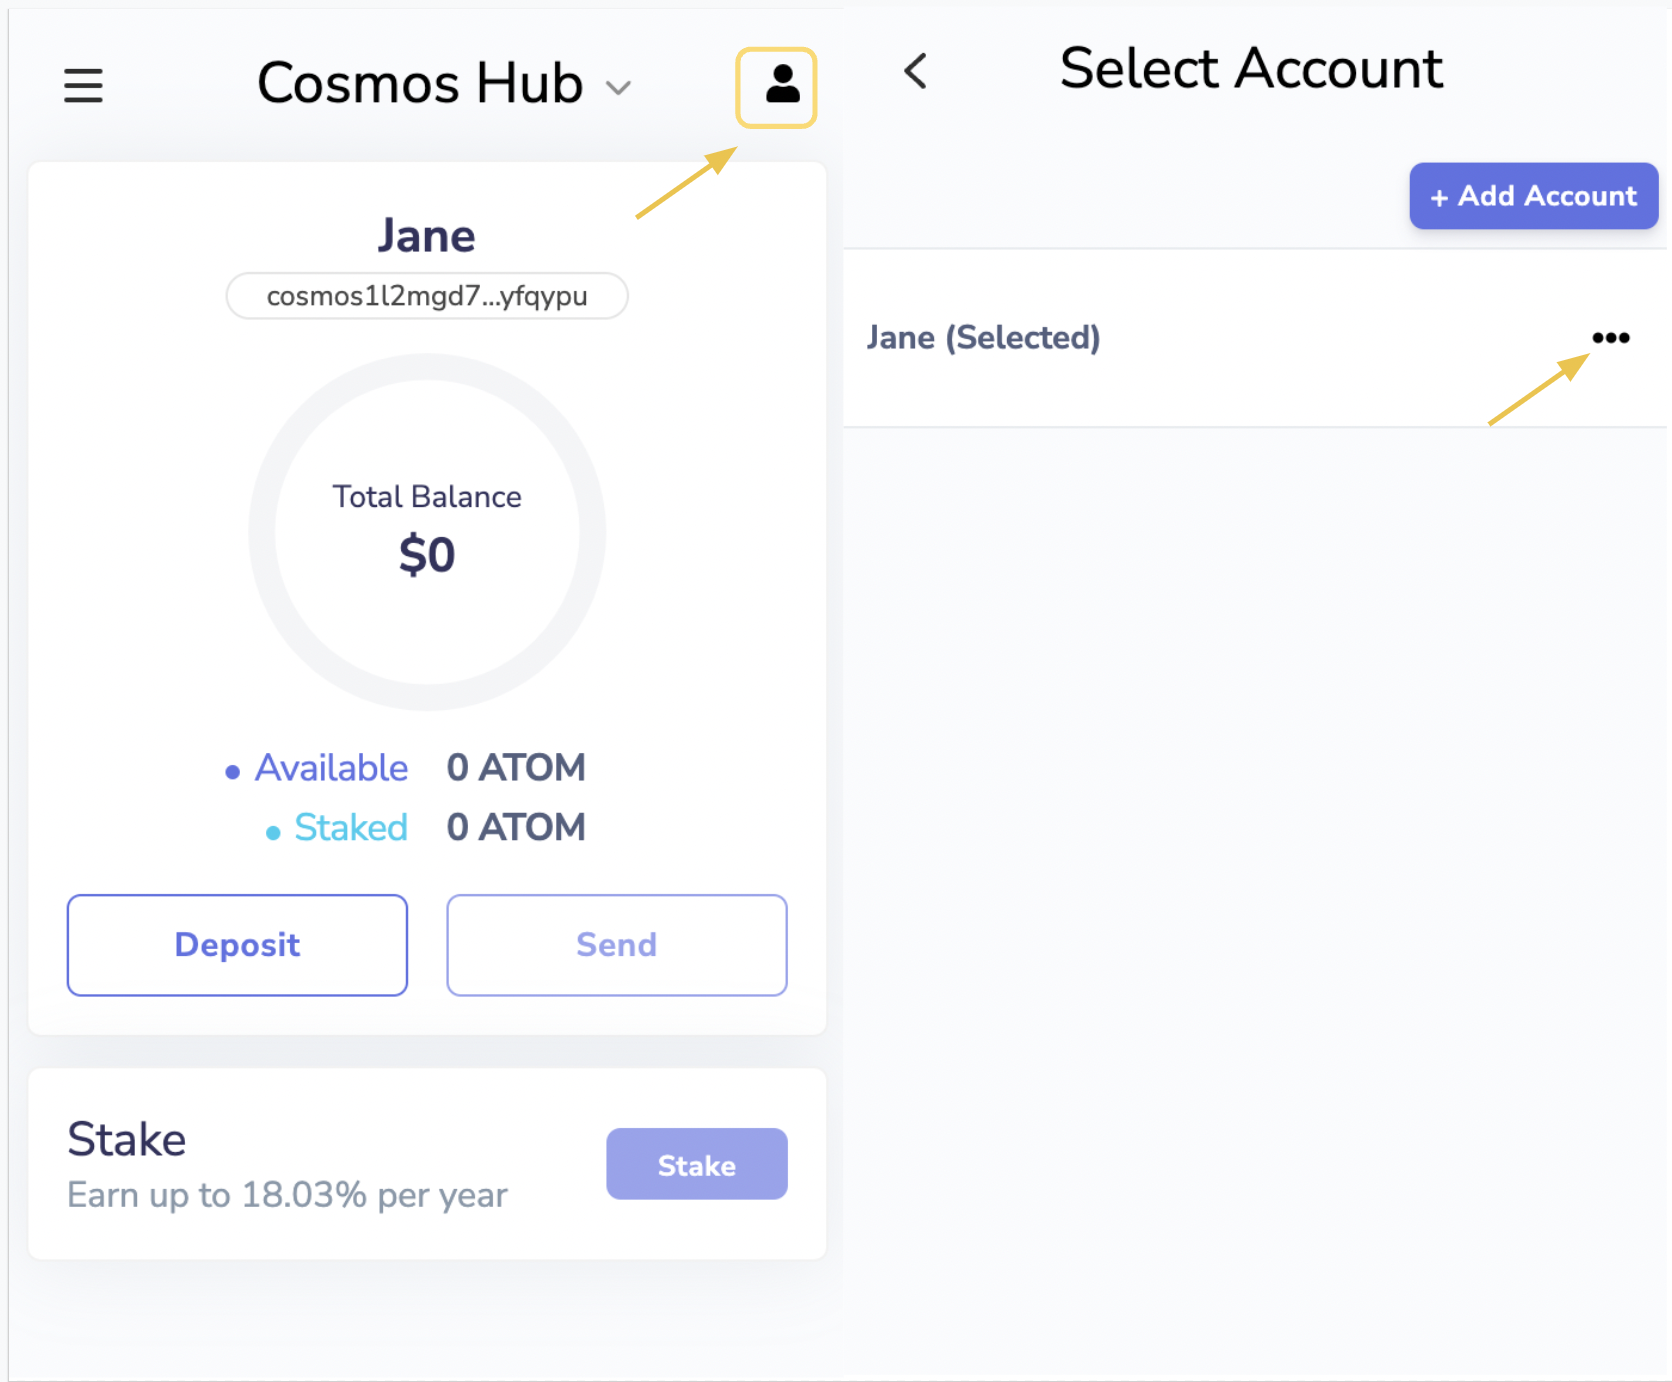 Cosmos Hub
Jane
cosmos1l2mgd7...yfqypu
Total Balance
$0
Available 0 ATOM
Staked 0 ATOM
Deposit Send
Stake
Earn up to 18.03% per year
Stake
Select Account
+ Add Account
Jane (Selected)